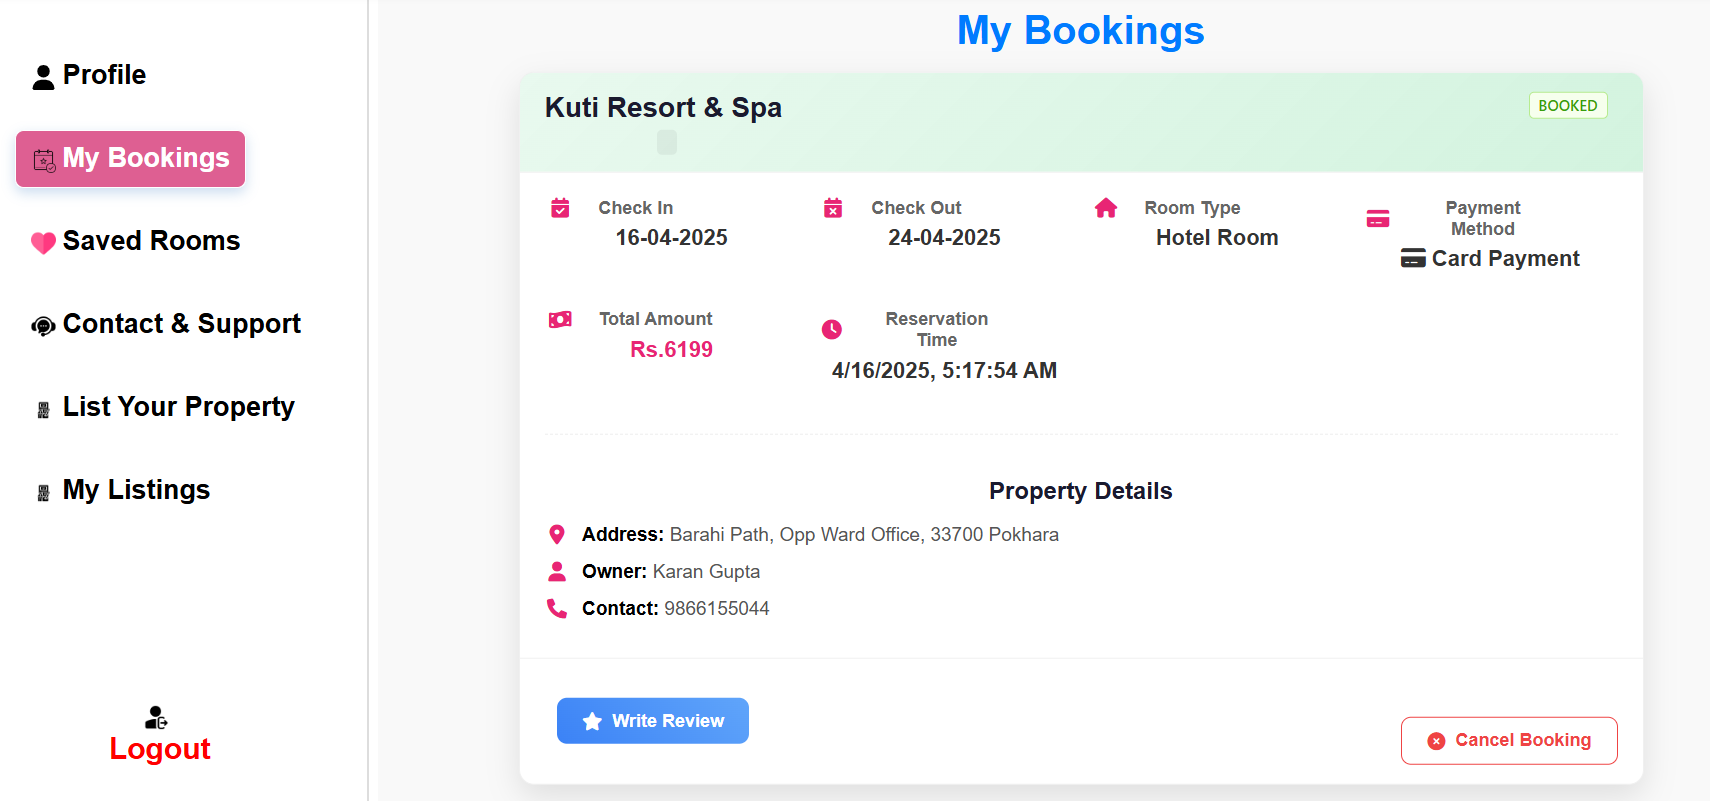 Profile
My Bookings
Saved Rooms
Contact & Support
List Your Property
My Listings
Logout
My Bookings
Kuti Resort & Spa
BOOKED
Check In
16-04-2025
Check Out
24-04-2025
Room Type
Hotel Room
Payment
Method
Card Payment
Total Amount
Rs.6199
Reservation
Time
4/16/2025, 5:17:54 AM
Property Details
Address: Barahi Path, Opp Ward Office, 33700 Pokhara
Owner: Karan Gupta
Contact: 9866155044
Write Review
Cancel Booking